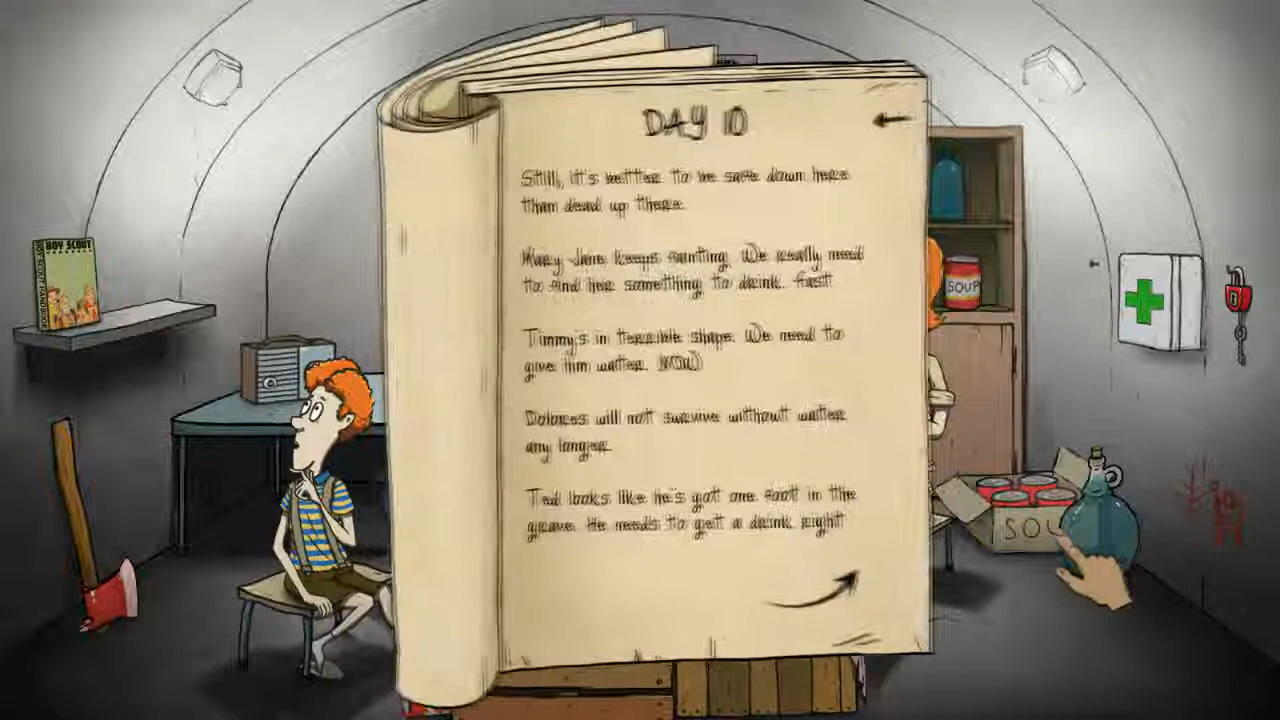 DAY 10
Still, it's better to be safe down here
than dead up there.
Mary Jane keeps fainting. We really need
to find her something to drink. Fast!
Timmy's in terrible shape. We need to
give him water. NOW!
Dolores will not survive without water
any longer.
Ted looks like he's got one foot in the
grave. He needs to get a drink right
BOY SCOUT
BOY SCOUT HANDBOOK
SOUP
SOU